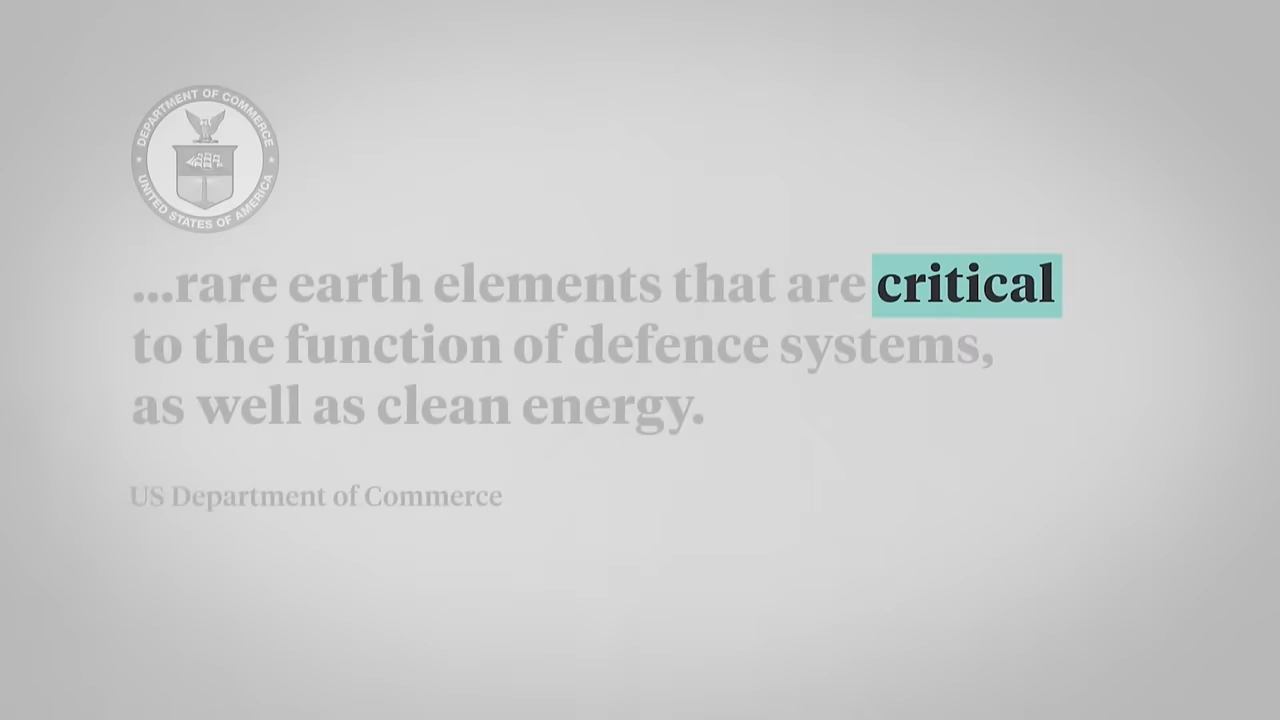 DEPARTMENT OF COMMERCE
UNITED STATES OF AMERICA
...rare earth elements that are critical
to the function of defence systems,
as well as clean energy.
US Department of Commerce